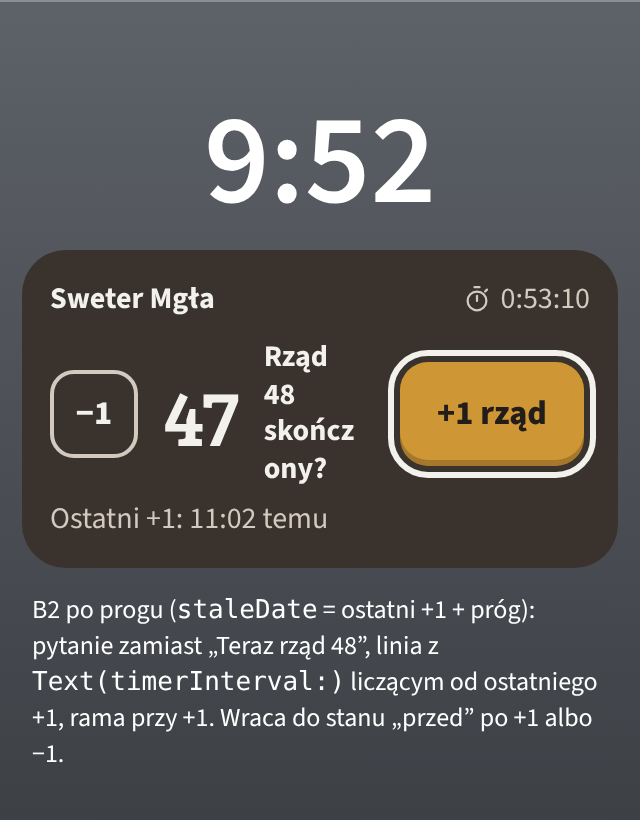 9:52
Sweter Mgła
0:53:10
−1
47
Rząd
48
skończ
ony?
+1 rząd
Ostatni +1: 11:02 temu
B2 po progu (staleDate = ostatni +1 + próg):
pytanie zamiast „Teraz rząd 48”, linia z
Text(timerInterval:) liczącym od ostatniego
+1, rama przy +1. Wraca do stanu „przed” po +1 albo
−1.